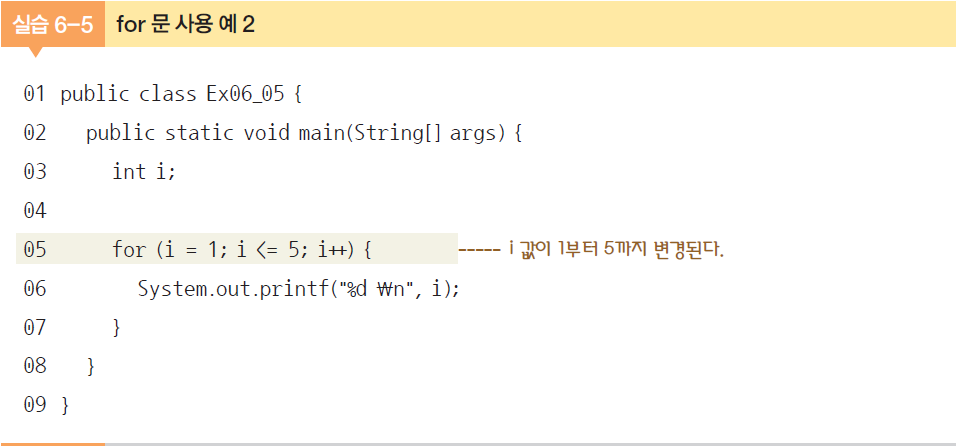 실습 6-5 for 문 사용 예 2
01 public class Ex06_05 {
02 public static void main(String[] args) {
03 int i;
04
05 for (i = 1; i <= 5; i++) { ----- i 값이 1부터 5까지 변경된다.
06 System.out.printf("%d ₩n", i);
07 }
08 }
09 }